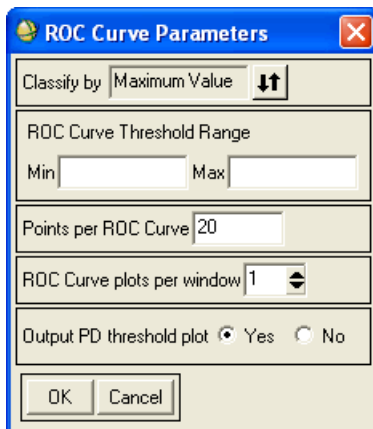 ROC Curve Parameters
Classify by Maximum Value
ROC Curve Threshold Range
Min Max
Points per ROC Curve 20
ROC Curve plots per window 1
Output PD threshold plot Yes No
OK Cancel